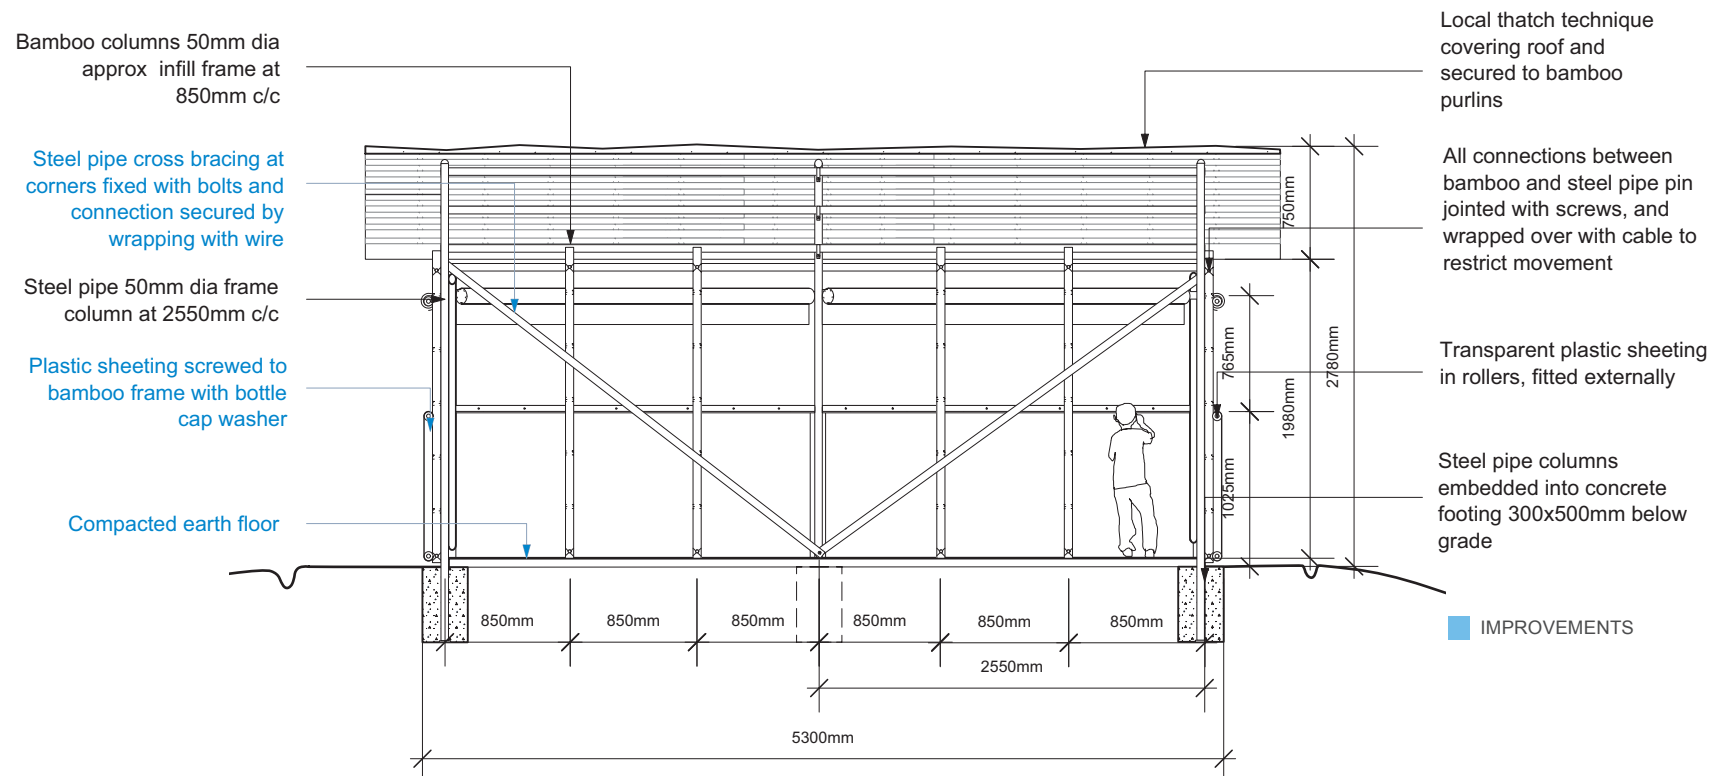 Bamboo columns 50mm dia
approx infill frame at
850mm c/c
Steel pipe cross bracing at
corners fixed with bolts and
connection secured by
wrapping with wire
Steel pipe 50mm dia frame
column at 2550mm c/c
Plastic sheeting screwed to
bamboo frame with bottle
cap washer
Compacted earth floor
Local thatch technique
covering roof and
secured to bamboo
purlins
All connections between
bamboo and steel pipe pin
jointed with screws, and
wrapped over with cable to
restrict movement
Transparent plastic sheeting
in rollers, fitted externally
Steel pipe columns
embedded into concrete
footing 300x500mm below
grade
IMPROVEMENTS
750mm
2780mm
765mm
1980mm
1025mm
850mm
850mm
850mm
850mm
850mm
850mm
2550mm
5300mm